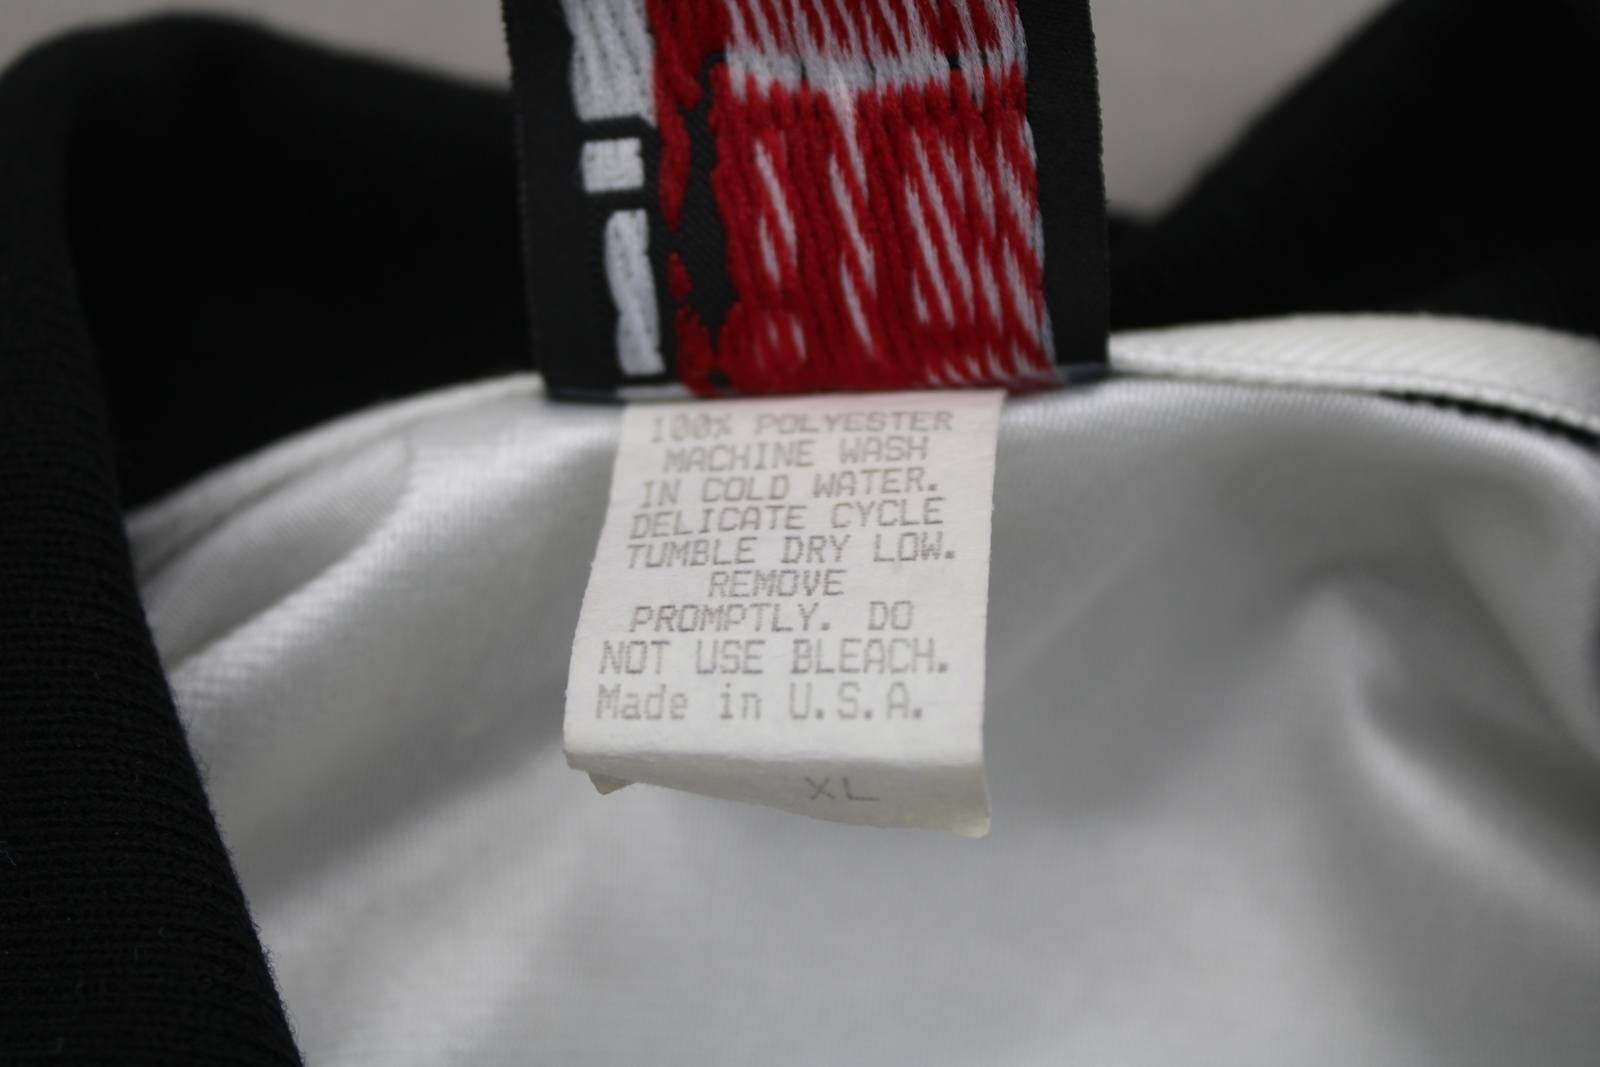 100% POLYESTER
MACHINE WASH
IN COLD WATER.
DELICATE CYCLE
TUMBLE DRY LOW.
REMOVE
PROMPTLY. DO
NOT USE BLEACH.
Made in U.S.A.
XL